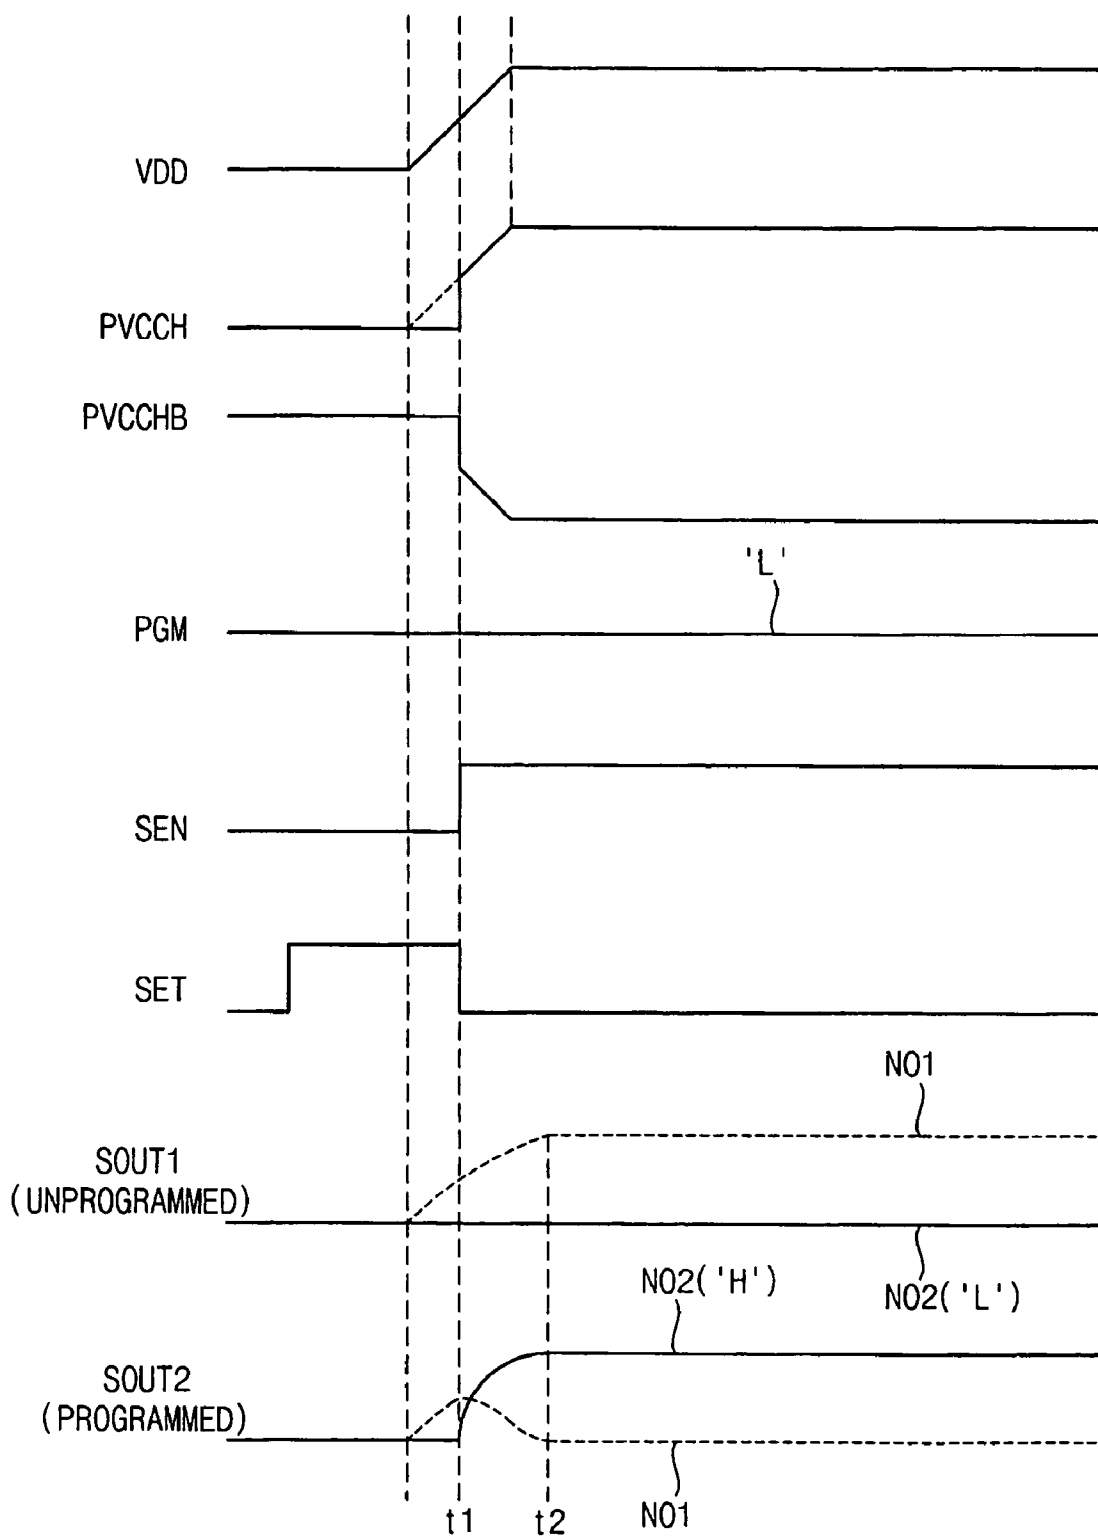 VDD
PVCCH
PVCCHB
'L'
PGM
SEN
SET
NO1
SOUT1
(UNPROGRAMMED)
NO2('H')
NO2('L')
SOUT2
(PROGRAMMED)
NO1
t1
t2